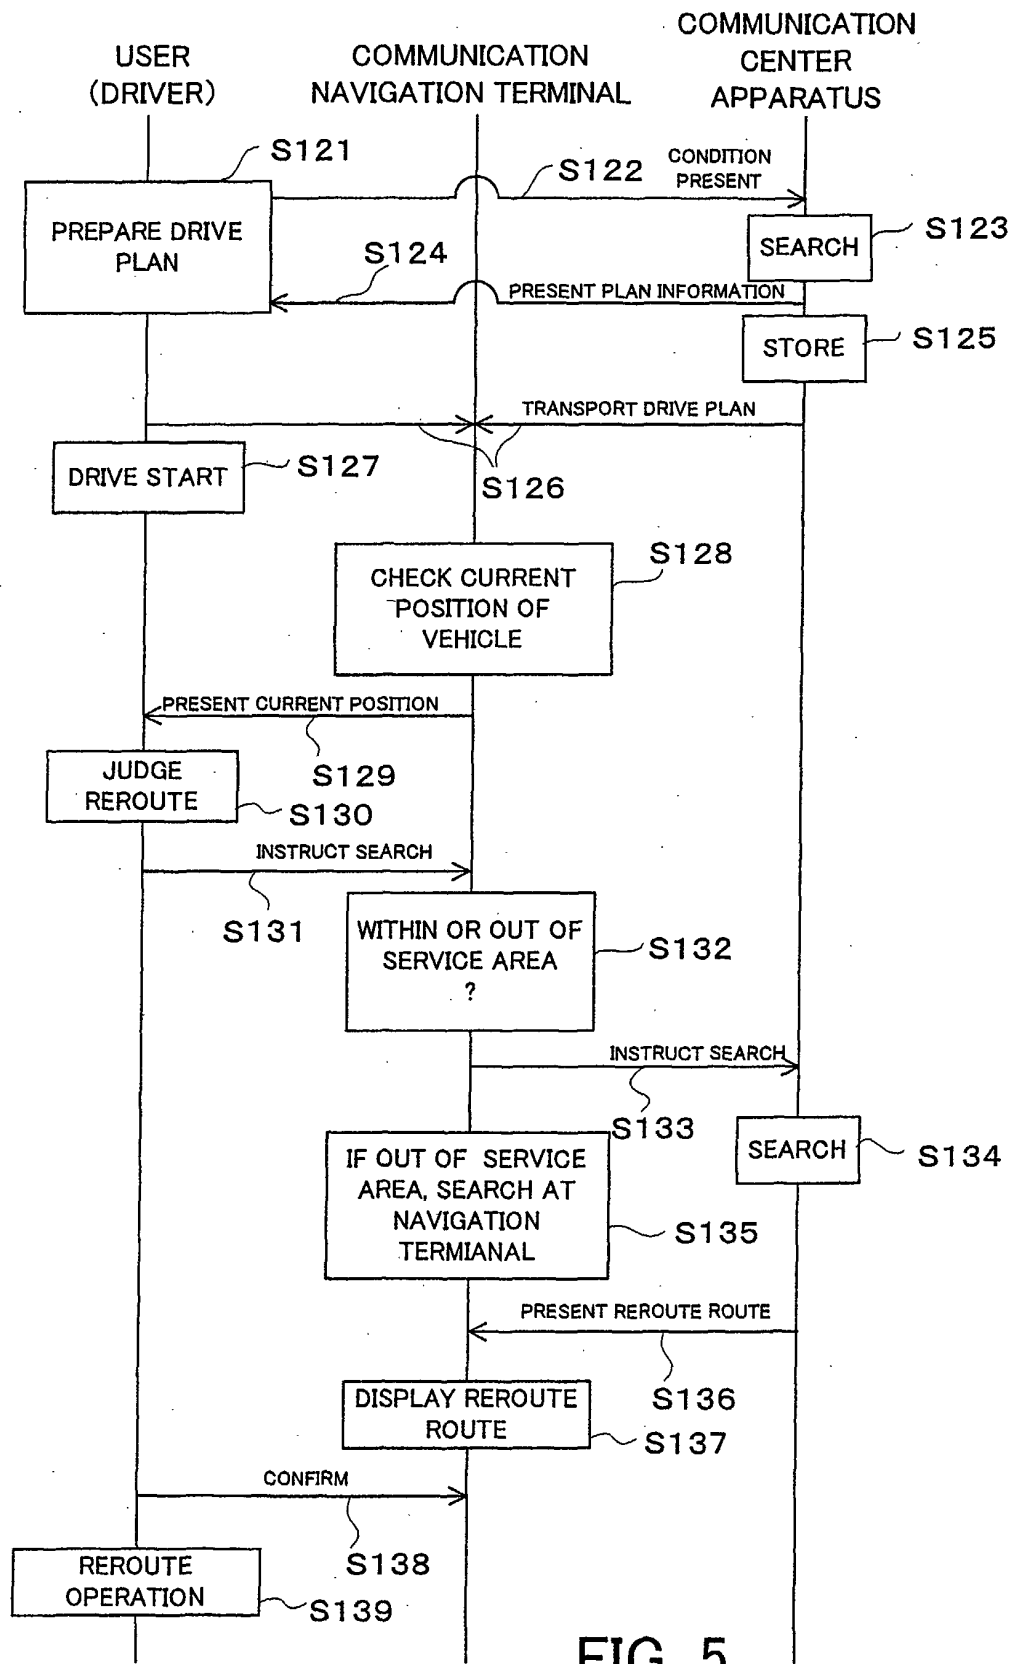 USER
(DRIVER)
COMMUNICATION
NAVIGATION TERMINAL
COMMUNICATION
CENTER
APPARATUS
S121
PREPARE DRIVE
PLAN
S122
CONDITION
PRESENT
SEARCH
S123
S124
PRESENT PLAN INFORMATION
STORE
S125
TRANSPORT DRIVE PLAN
S126
DRIVE START
S127
CHECK CURRENT
POSITION OF
VEHICLE
S128
PRESENT CURRENT POSITION
S129
JUDGE
REROUTE
S130
INSTRUCT SEARCH
S131
WITHIN OR OUT OF
SERVICE AREA
?
S132
INSTRUCT SEARCH
S133
SEARCH
S134
IF OUT OF SERVICE
AREA, SEARCH AT
NAVIGATION
TERMIANAL
S135
PRESENT REROUTE ROUTE
S136
DISPLAY REROUTE
ROUTE
S137
CONFIRM
S138
REROUTE
OPERATION
S139
FIG. 5